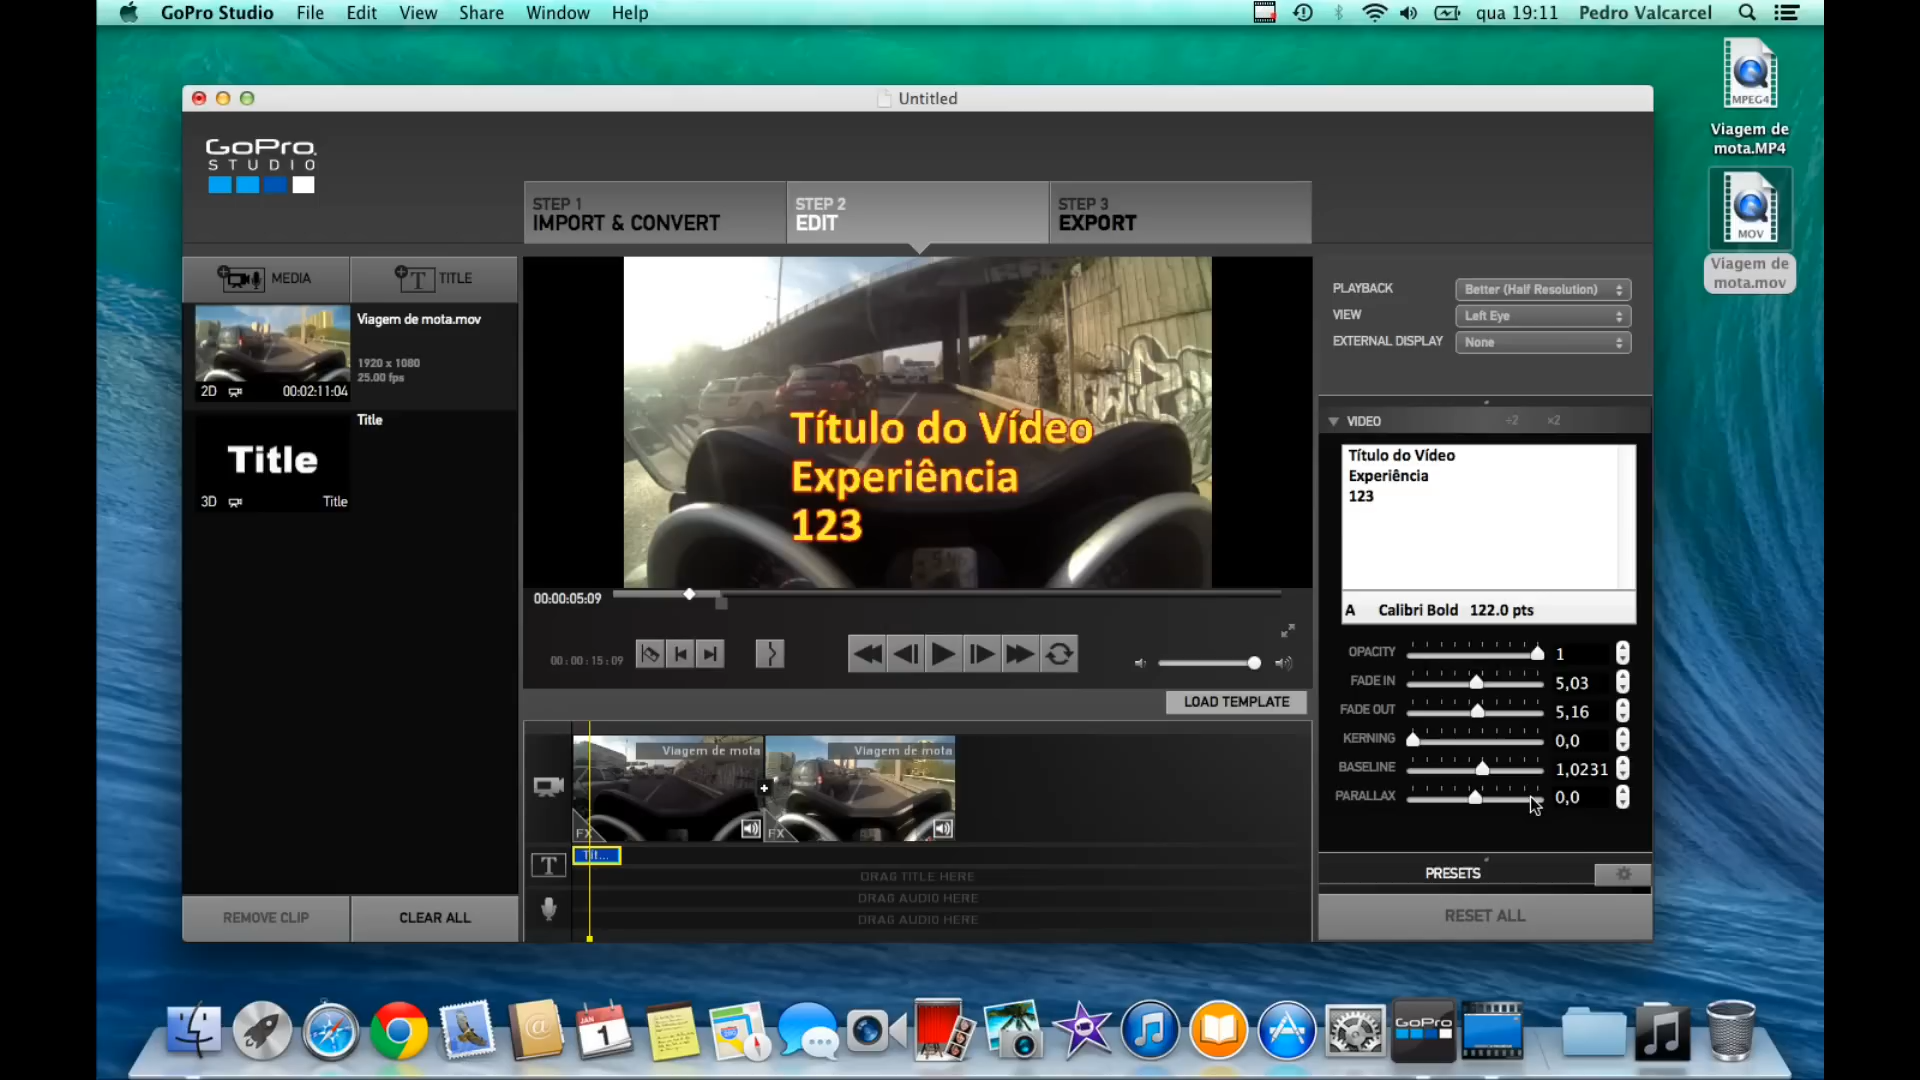 GoPro Studio File Edit View Share Window Help
qua 19:11 Pedro Valcarcel
MPEG4
Viagem de
mota.MP4
MOV
Viagem de
mota.mov
Untitled
GoPro
STUDIO
STEP 1
IMPORT & CONVERT
STEP 2
EDIT
STEP 3
EXPORT
MEDIA
T TITLE
Viagem de mota.mov
1920 x 1080
25.00 fps
2D 00:02:11:04
Title
Title
3D Title
REMOVE CLIP
CLEAR ALL
Título do Vídeo
Experiência
123
00:00:05:09
00:00:15:09
LOAD TEMPLATE
Viagem de mota
Viagem de mota
FX
FX
T
Tit...
DRAG TITLE HERE
DRAG AUDIO HERE
DRAG AUDIO HERE
PLAYBACK Better (Half Resolution)
VIEW Left Eye
EXTERNAL DISPLAY None
VIDEO ÷2 ×2
Título do Vídeo
Experiência
123
A Calibri Bold 122.0 pts
OPACITY 1
FADE IN 5,03
FADE OUT 5,16
KERNING 0,0
BASELINE 1,0231
PARALLAX 0,0
PRESETS
RESET ALL
JAN
1
GoPro